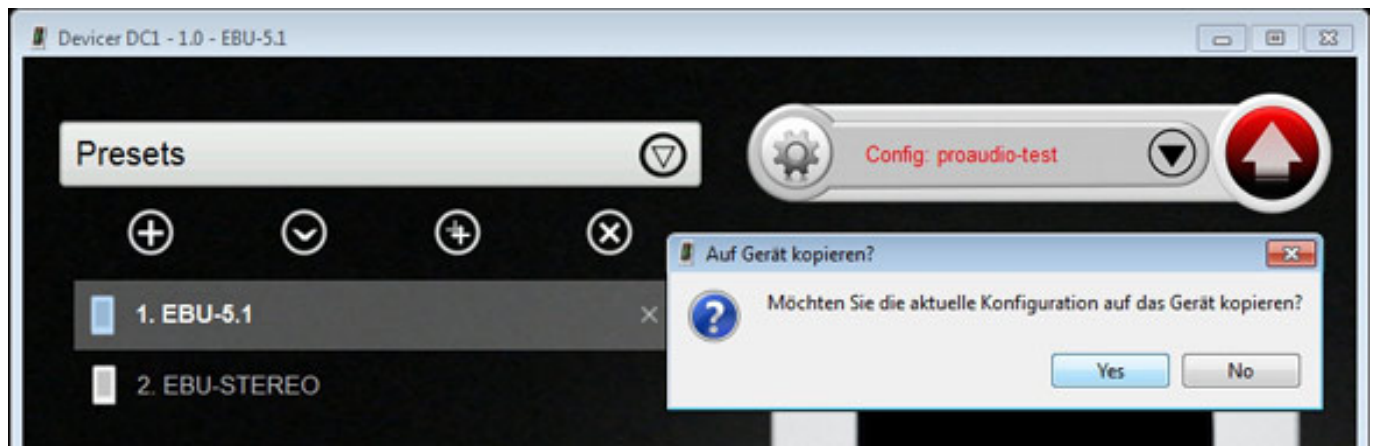 Devicer DC1 - 1.0 - EBU-5.1
Presets
Config: proaudio-test
Auf Gerät kopieren?
Möchten Sie die aktuelle Konfiguration auf das Gerät kopieren?
Yes
No
1. EBU-5.1
2. EBU-STEREO